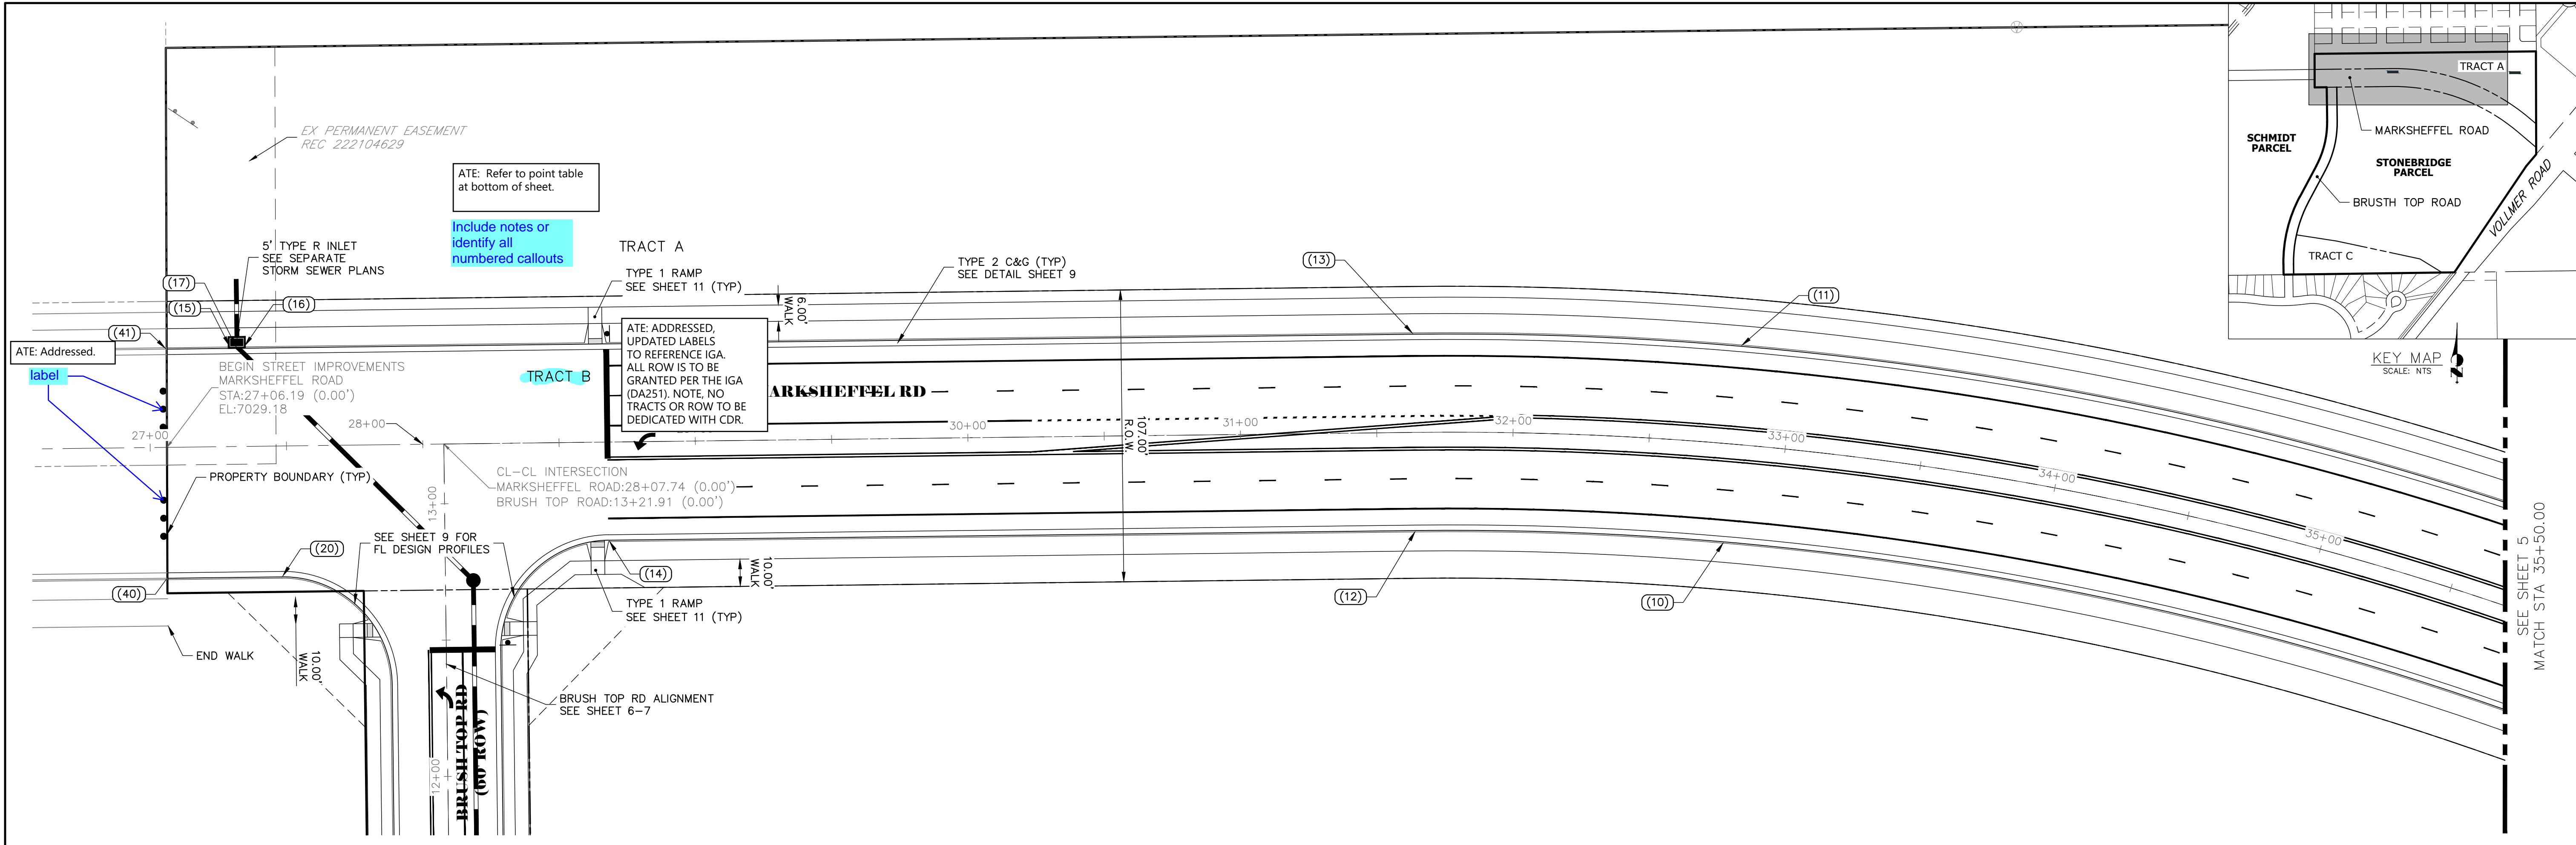 EX PERMANENT EASEMENT
REC 222104629
ATE: Refer to point table
at bottom of sheet.
Include notes or
identify all
numbered callouts
5' TYPE R INLET
SEE SEPARATE
STORM SEWER PLANS
TRACT A
TYPE 1 RAMP
SEE SHEET 11 (TYP)
6.00'
WALK
TYPE 2 C&G (TYP)
SEE DETAIL SHEET 9
(13)
(11)
(17)
(15)
(16)
(41)
ATE: Addressed.
label
BEGIN STREET IMPROVEMENTS
MARKSHEFFEL ROAD
STA:27+06.19 (0.00')
EL:7029.18
TRACT B
ATE: ADDRESSED,
UPDATED LABELS
TO REFERENCE IGA.
ALL ROW IS TO BE
GRANTED PER THE IGA
(DA251). NOTE, NO
TRACTS OR ROW TO BE
DEDICATED WITH CDR.
ARKSHEFFEL RD
107.00'
R.O.W.
27+00
28+00
30+00
31+00
32+00
33+00
34+00
35+00
PROPERTY BOUNDARY (TYP)
CL-CL INTERSECTION
MARKSHEFFEL ROAD:28+07.74 (0.00')
BRUSH TOP ROAD:13+21.91 (0.00')
13+00
SEE SHEET 9 FOR
FL DESIGN PROFILES
(20)
(14)
10.00'
WALK
(40)
TYPE 1 RAMP
SEE SHEET 11 (TYP)
(12)
(10)
END WALK
10.00'
WALK
BRUSH TOP RD
(60' ROW)
12+00
BRUSH TOP RD ALIGNMENT
SEE SHEET 6-7
SEE SHEET 5
MATCH STA 35+50.00
TRACT A
MARKSHEFFEL ROAD
SCHMIDT
PARCEL
STONEBRIDGE
PARCEL
BRUSTH TOP ROAD
VOLLMER ROAD
TRACT C
KEY MAP
SCALE: NTS